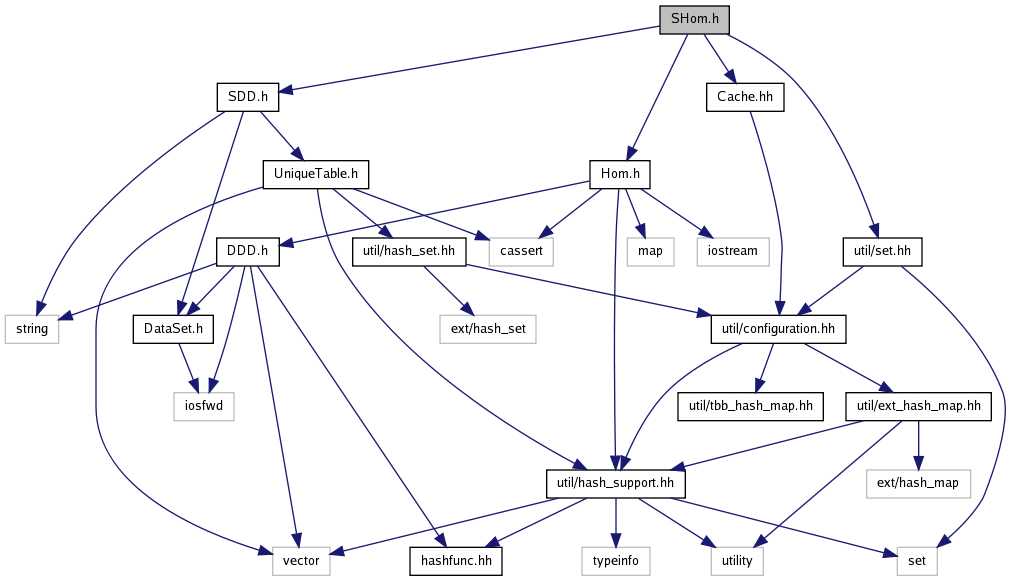 SHom.h
SDD.h
Cache.hh
UniqueTable.h
Hom.h
DDD.h
util/hash_set.hh
cassert
map
iostream
util/set.hh
string
DataSet.h
ext/hash_set
util/configuration.hh
iosfwd
util/tbb_hash_map.hh
util/ext_hash_map.hh
util/hash_support.hh
ext/hash_map
vector
hashfunc.hh
typeinfo
utility
set